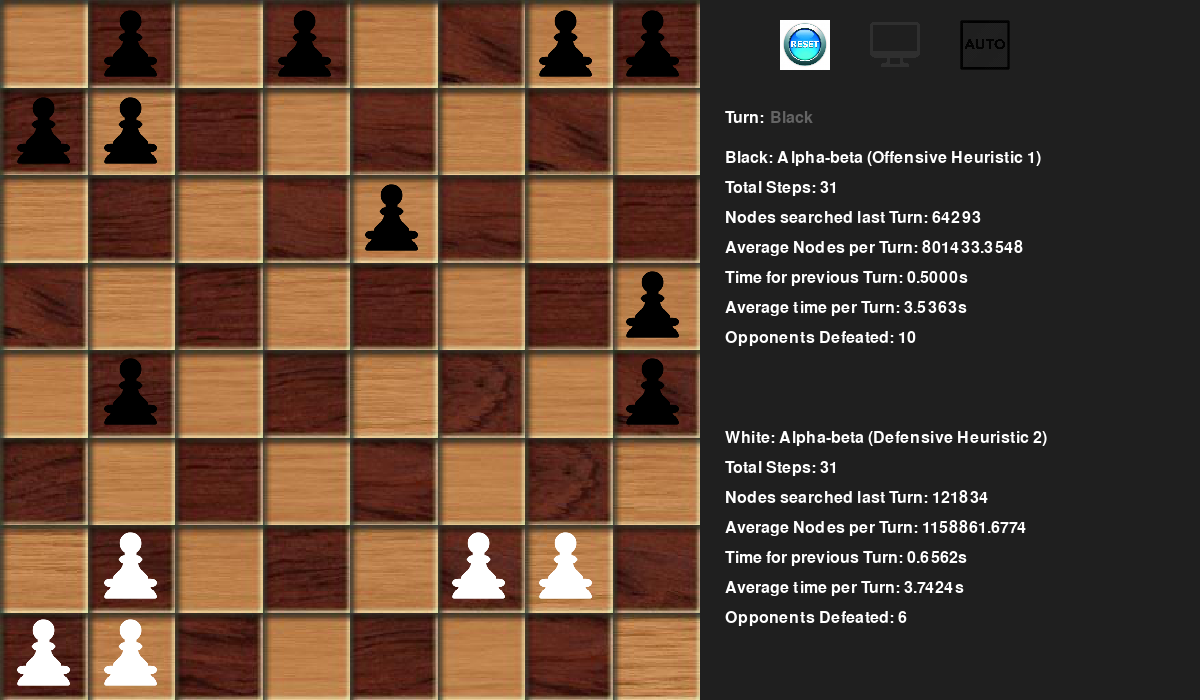 RESET
AUTO
Turn: Black
Black: Alpha-beta (Offensive Heuristic 1)
Total Steps: 31
Nodes searched last Turn: 64293
Average Nodes per Turn: 801433.3548
Time for previous Turn: 0.5000s
Average time per Turn: 3.5363s
Opponents Defeated: 10
White: Alpha-beta (Defensive Heuristic 2)
Total Steps: 31
Nodes searched last Turn: 121834
Average Nodes per Turn: 1158861.6774
Time for previous Turn: 0.6562s
Average time per Turn: 3.7424s
Opponents Defeated: 6